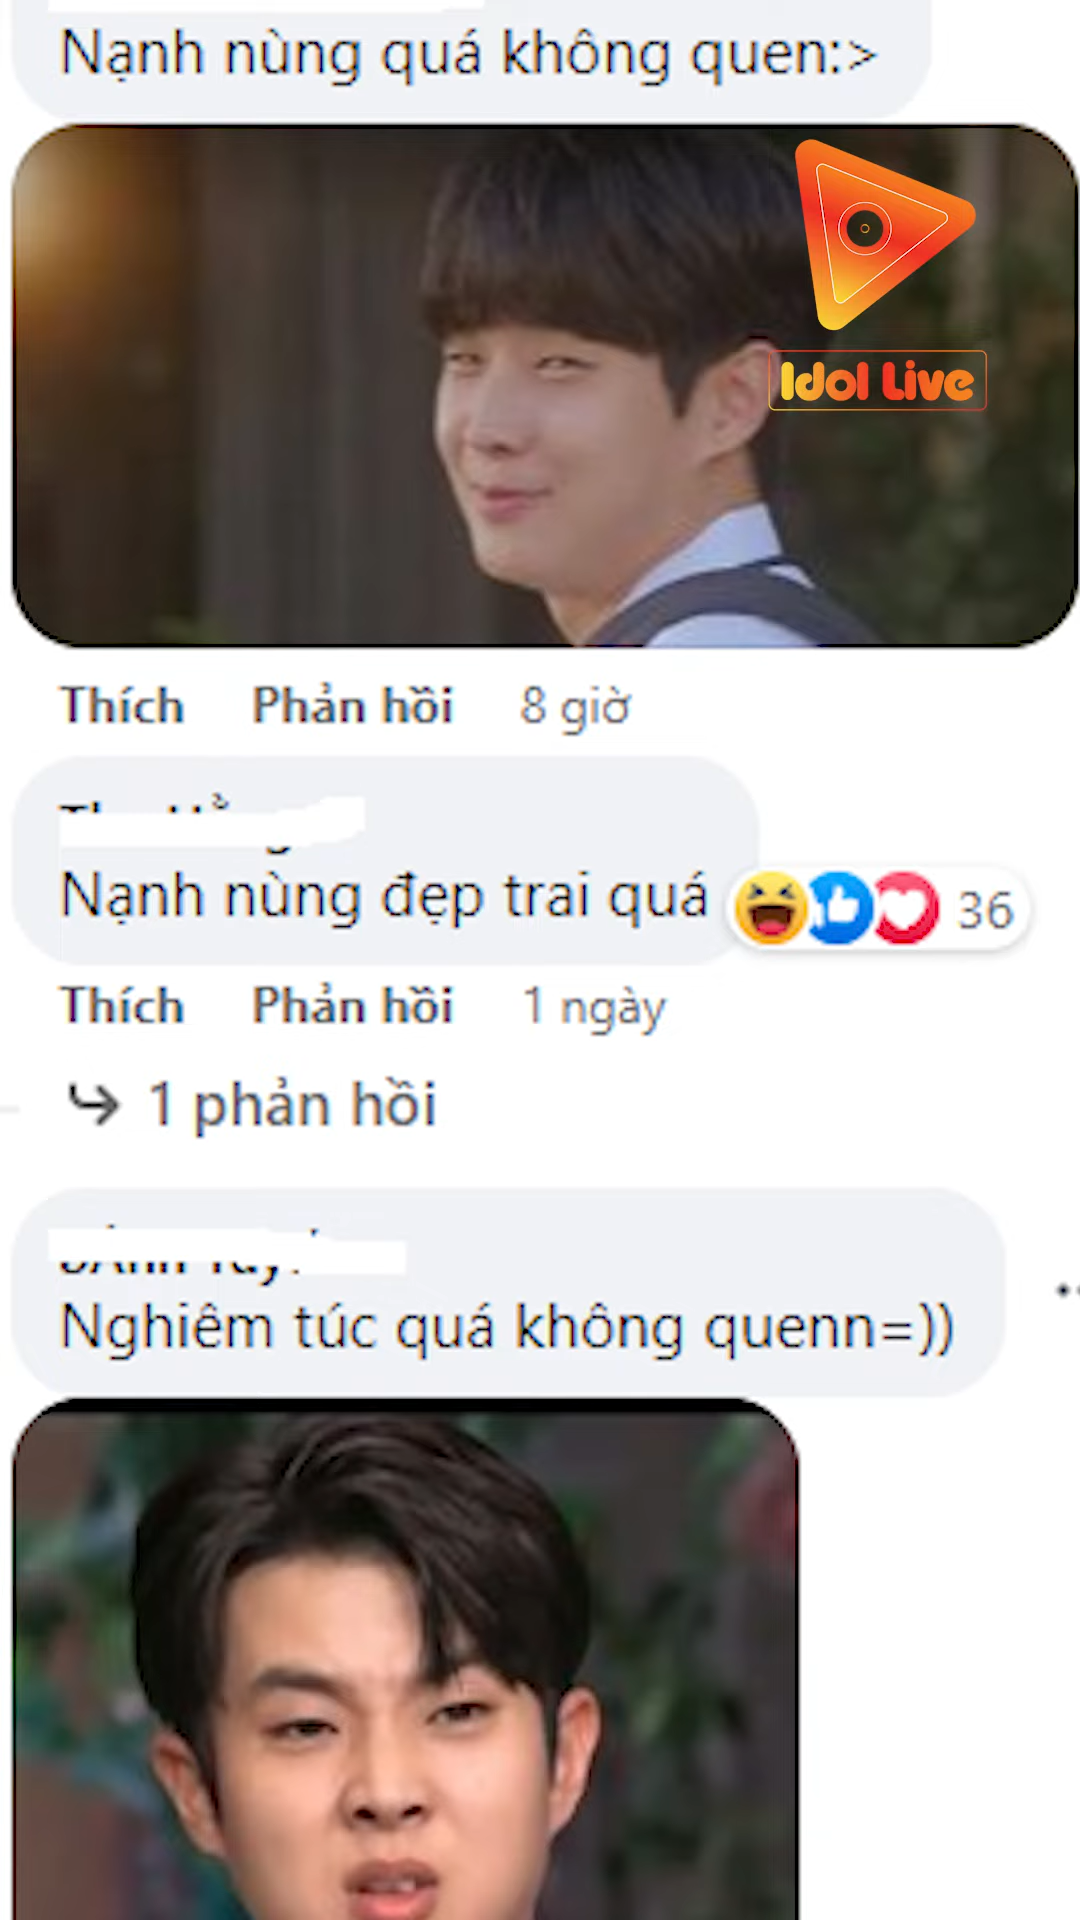 Nạnh nùng quá không quen:>
Idol Live
Thích Phản hồi 8 giờ
Nạnh nùng đẹp trai quá
36
Thích Phản hồi 1 ngày
1 phản hồi
Nghiêm túc quá không quenn=))